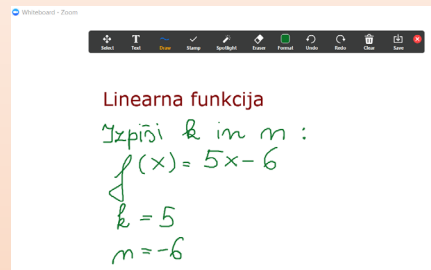 Whiteboard - Zoom
Select Text Draw Stamp Spotlight Eraser Format Undo Redo Clear Save
Linearna funkcija
Izpiši k in n :
f(x) = 5x - 6
k = 5
n = -6